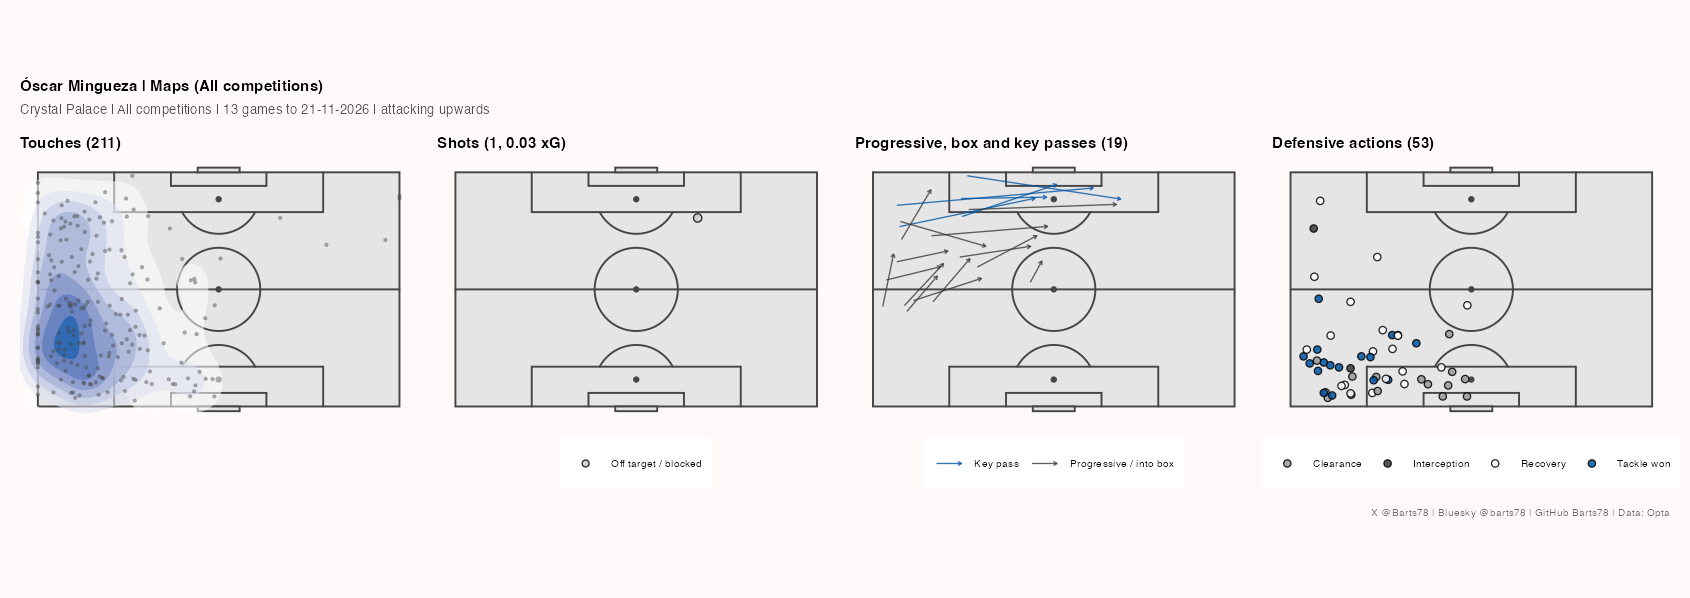 Óscar Mingueza | Maps (All competitions)
Crystal Palace | All competitions | 13 games to 21-11-2026 | attacking upwards
Touches (211)
Shots (1, 0.03 xG)
Progressive, box and key passes (19)
Defensive actions (53)
Off target / blocked
Key pass
Progressive / into box
Clearance
Interception
Recovery
Tackle won
X @Barts78 | Bluesky @barts78 | GitHub Barts78 | Data: Opta